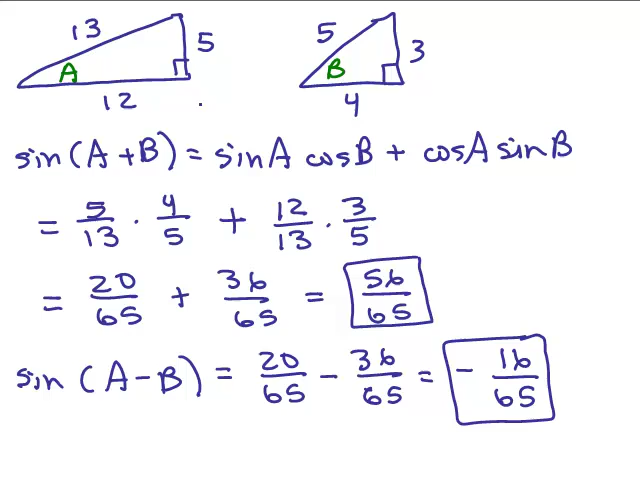 13 5 5 3
A B
12 4
sin(A+B) = sinA cosB + cosA sinB
= 5/13 · 4/5 + 12/13 · 3/5
= 20/65 + 36/65 = 56/65
sin(A-B) = 20/65 - 36/65 = -16/65